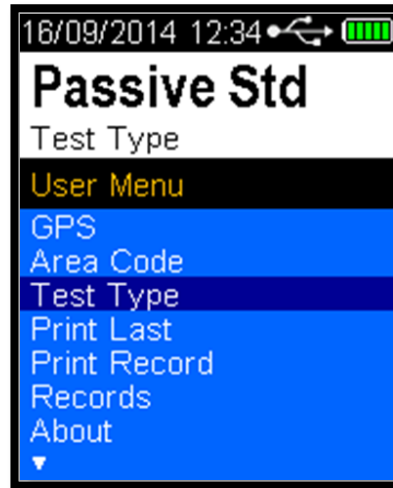 16/09/2014 12:34
Passive Std
Test Type
User Menu
GPS
Area Code
Test Type
Print Last
Print Record
Records
About